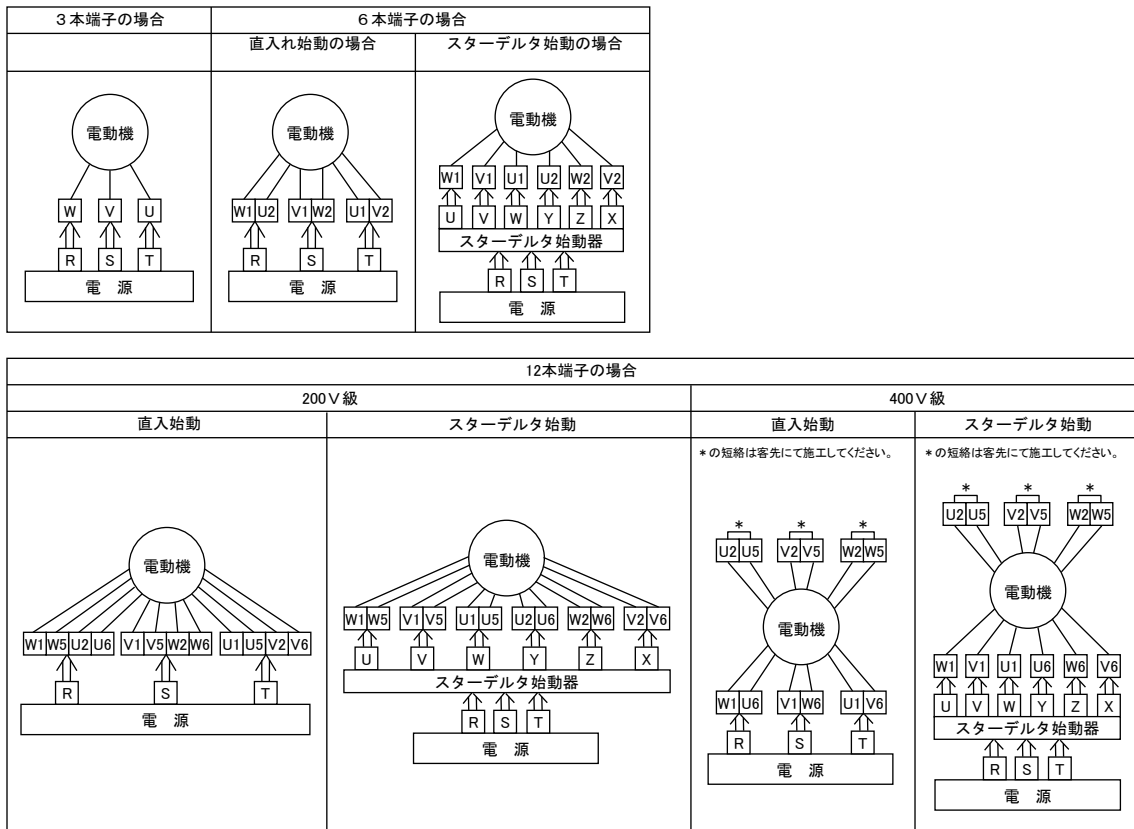 3本端子の場合
6本端子の場合
直入れ始動の場合
スターデルタ始動の場合
電動機
W V U
R S T
電 源
電動機
W1 U2 V1 W2 U1 V2
R S T
電 源
電動機
W1 V1 U1 U2 W2 V2
U V W Y Z X
スターデルタ始動器
R S T
電 源
12本端子の場合
200V級
400V級
直入始動
スターデルタ始動
直入始動
スターデルタ始動
電動機
W1 W5 U2 U6 V1 V5 W2 W6 U1 U5 V2 V6
R S T
電 源
電動機
W1 W5 V1 V5 U1 U5 U2 U6 W2 W6 V2 V6
U V W Y Z X
スターデルタ始動器
R S T
電 源
*の短絡は客先にて施工してください。
* * *
U2 U5 V2 V5 W2 W5
電動機
W1 U6 V1 W6 U1 V6
R S T
電 源
*の短絡は客先にて施工してください。
* * *
U2 U5 V2 V5 W2 W5
電動機
W1 V1 U1 U6 W6 V6
U V W Y Z X
スターデルタ始動器
R S T
電 源